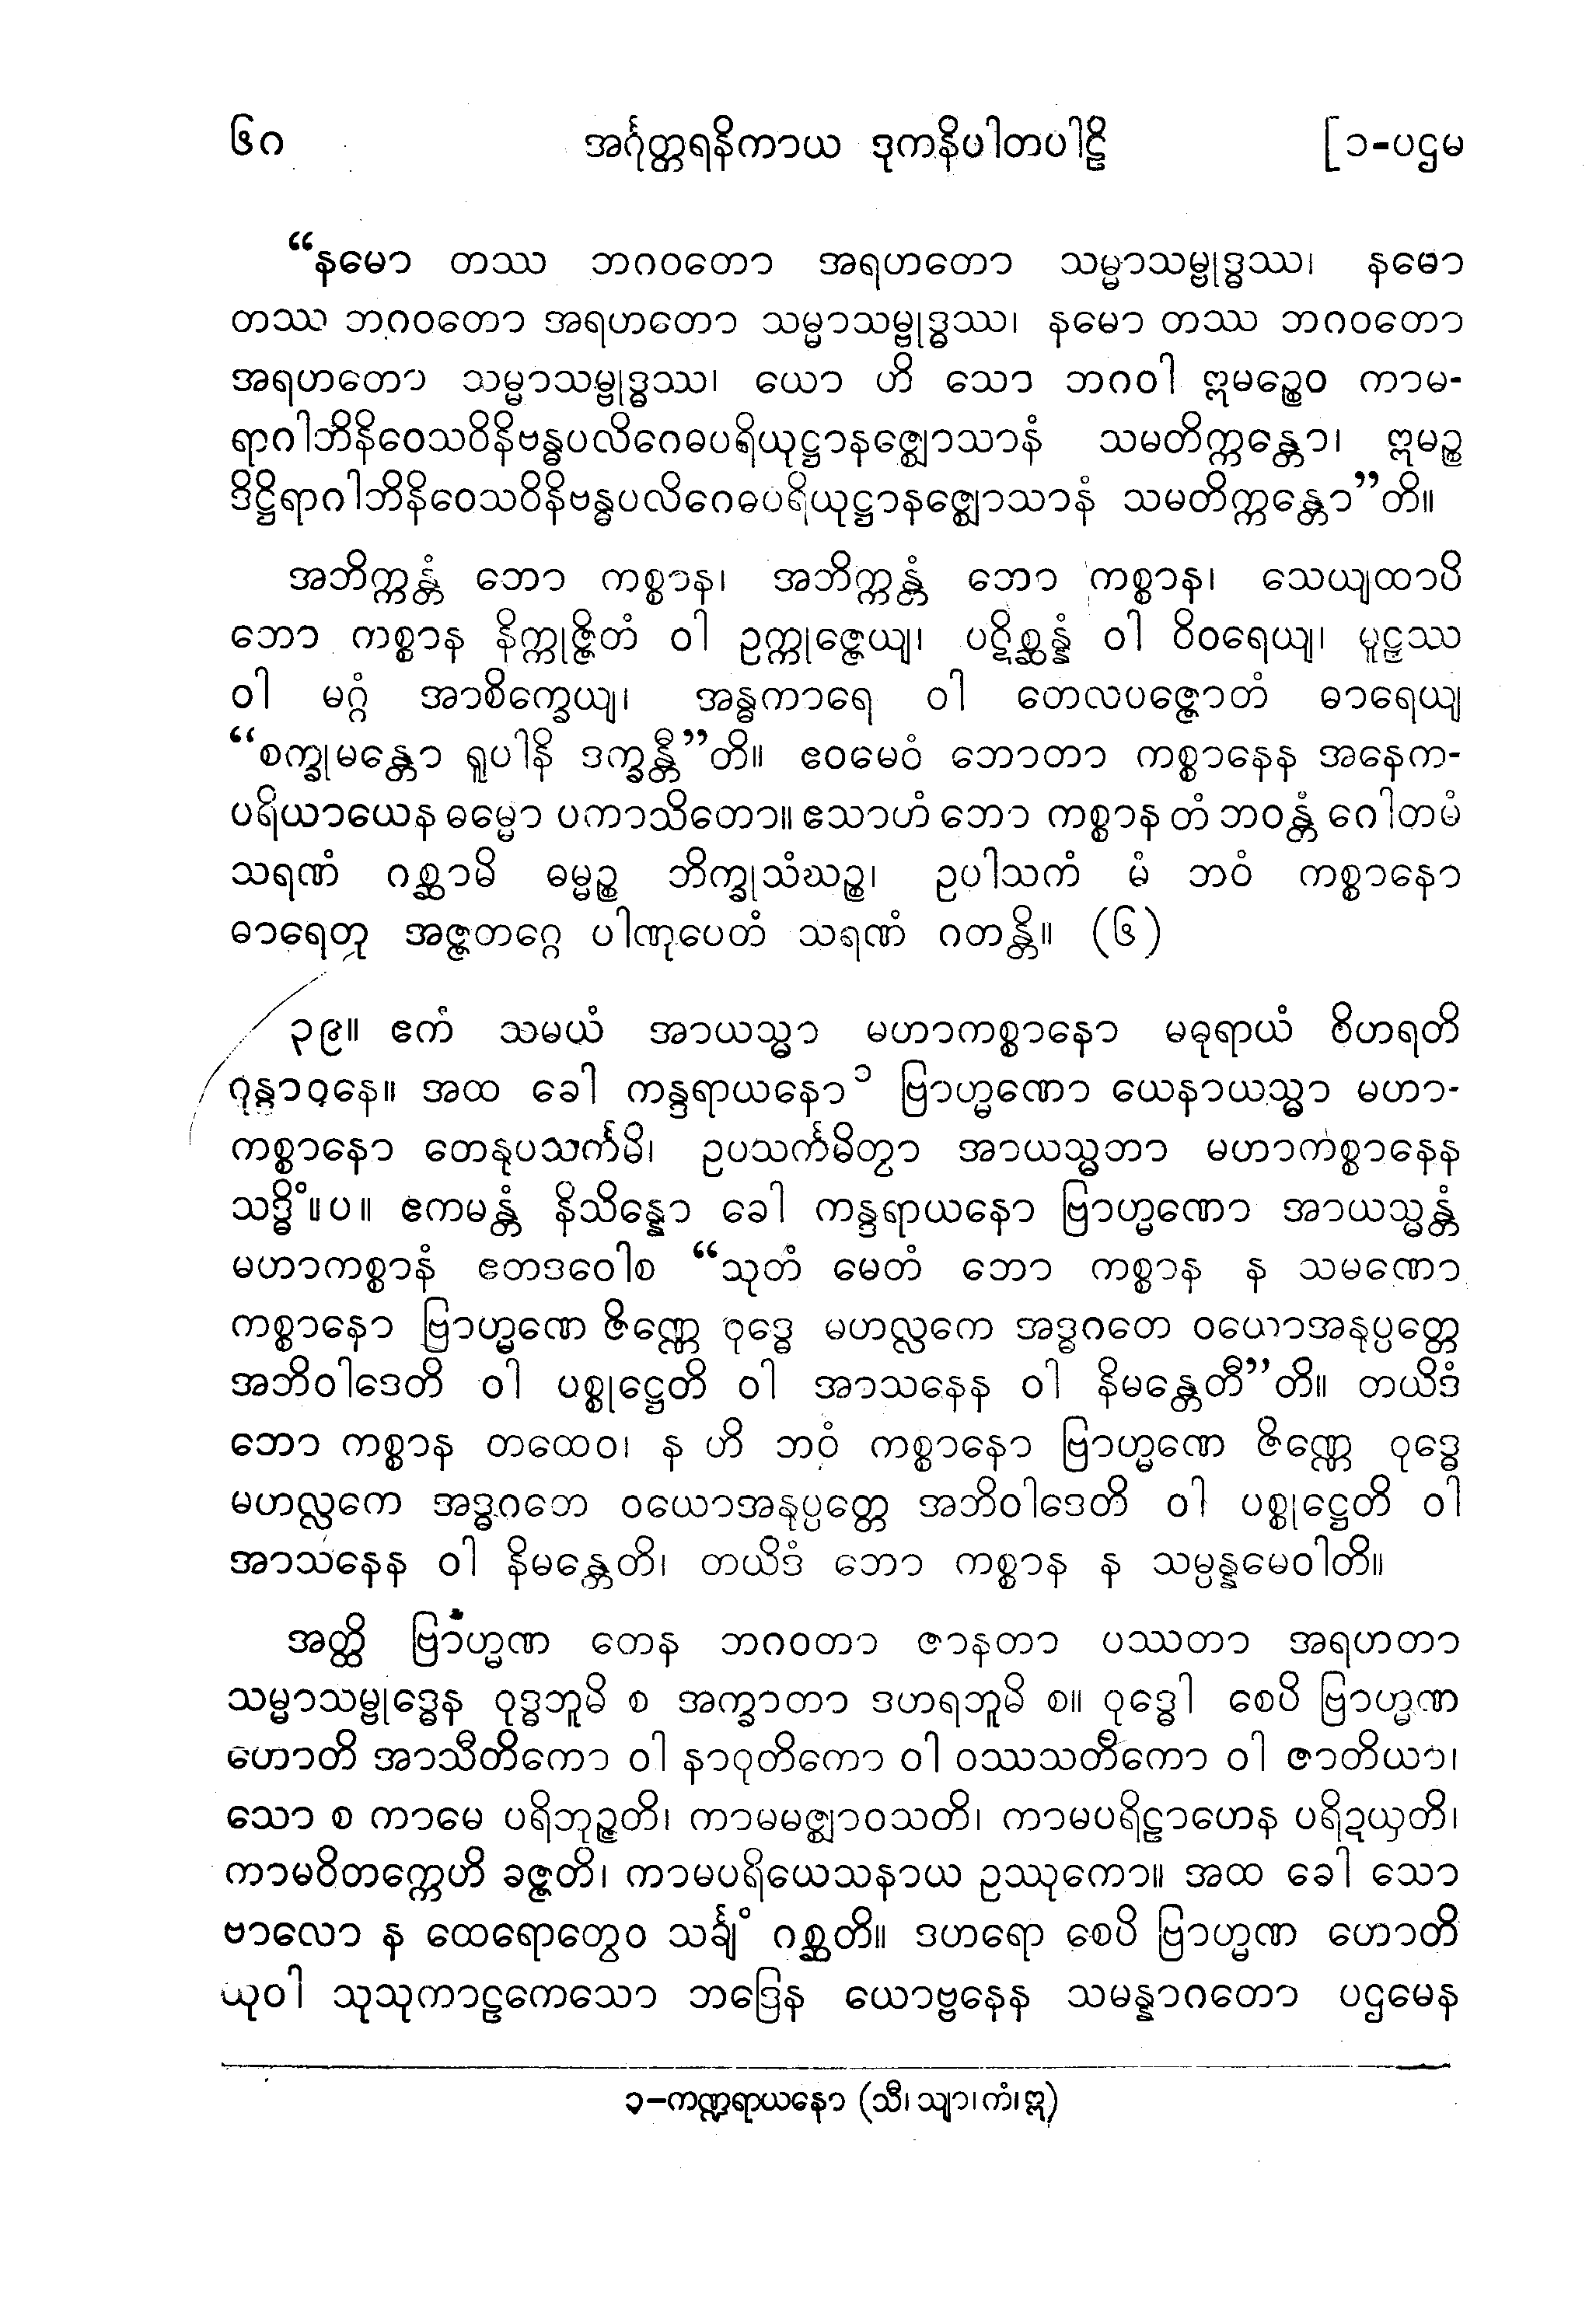 ၆ဂ အင်္ဂုတ္တရနိကာယ ဒုကနိပါတပါဠိ [၁-ပဌမ
“နမော တဿ ဘဂဝတော အရဟတော သမ္မာသမ္ဗုဒ္ဓဿ၊ နမော
တဿ ဘဂဝတော အရဟတော သမ္မာသမ္ဗုဒ္ဓဿ၊ နမော တဿ ဘဂဝတော
အရဟတော သမ္မာသမ္ဗုဒ္ဓဿ၊ ယော ဟိ သော ဘဂဝါ ဣမဉ္စေဝ ကာမ-
ရာဂါဘိနိဝေသဝိနိဗန္ဓပလိဂေဓပရိယုဋ္ဌာနဇ္ဈောသာနံ သမတိက္ကန္တော၊ ဣမဉ္စ
ဒိဋ္ဌိရာဂါဘိနိဝေသဝိနိဗန္ဓပလိဂေဓပရိယုဋ္ဌာနဇ္ဈောသာနံ သမတိက္ကန္တော”တိ။
အဘိက္ကန္တံ ဘော ကစ္စာန၊ အဘိက္ကန္တံ ဘော ကစ္စာန၊ သေယျထာပိ
ဘော ကစ္စာန နိက္ကုဇ္ဇိတံ ဝါ ဥက္ကုဇ္ဇေယျ၊ ပဋိစ္ဆန္နံ ဝါ ဝိဝရေယျ၊ မူဠှဿ
ဝါ မဂ္ဂံ အာစိက္ခေယျ၊ အန္ဓကာရေ ဝါ တေလပဇ္ဇောတံ ဓာရေယျ
“စက္ခုမန္တော ရူပါနိ ဒက္ခန္တီ”တိ။ ဧဝမေဝံ ဘောတာ ကစ္စာနေန အနေက-
ပရိယာယေန ဓမ္မော ပကာသိတော။ ဧသာဟံ ဘော ကစ္စာန တံ ဘဝန္တံ ဂေါတမံ
သရဏံ ဂစ္ဆာမိ ဓမ္မဉ္စ ဘိက္ခုသံဃဉ္စ၊ ဥပါသကံ မံ ဘဝံ ကစ္စာနော
ဓာရေတု အဇ္ဇတဂ္ဂေ ပါဏုပေတံ သရဏံ ဂတန္တိ။ (၆)
၃၉။ ဧကံ သမယံ အာယသ္မာ မဟာကစ္စာနော မဓုရာယံ ဝိဟရတိ
ဂုန္ဒာဝနေ။ အထ ခေါ ကန္ဒရာယနော<sup>၁</sup> ဗြာဟ္မဏော ယေနာယသ္မာ မဟာ-
ကစ္စာနော တေနုပသင်္ကမိ၊ ဥပသင်္ကမိတွာ အာယသ္မတာ မဟာကစ္စာနေန
သဒ္ဓိံ။ပ။ ဧကမန္တံ နိသိန္နော ခေါ ကန္ဒရာယနော ဗြာဟ္မဏော အာယသ္မန္တံ
မဟာကစ္စာနံ ဧတဒဝေါစ “သုတံ မေတံ ဘော ကစ္စာန န သမဏော
ကစ္စာနော ဗြာဟ္မဏေ ဇိဏ္ဏေ ဝုဒ္ဓေ မဟလ္လကေ အဒ္ဓဂတေ ဝယောအနုပ္ပတ္တေ
အဘိဝါဒေတိ ဝါ ပစ္စုဋ္ဌေတိ ဝါ အာသနေန ဝါ နိမန္တေတီ”တိ။ တယိဒံ
ဘော ကစ္စာန တထေဝ၊ န ဟိ ဘဝံ ကစ္စာနော ဗြာဟ္မဏေ ဇိဏ္ဏေ ဝုဒ္ဓေ
မဟလ္လကေ အဒ္ဓဂတေ ဝယောအနုပ္ပတ္တေ အဘိဝါဒေတိ ဝါ ပစ္စုဋ္ဌေတိ ဝါ
အာသနေန ဝါ နိမန္တေတိ၊ တယိဒံ ဘော ကစ္စာန န သမ္ပန္နမေဝါတိ။
အတ္ထိ ဗြာဟ္မဏ တေန ဘဂဝတာ ဇာနတာ ပဿတာ အရဟတာ
သမ္မာသမ္ဗုဒ္ဓေန ဝုဒ္ဓဘူမိ စ အက္ခာတာ ဒဟရဘူမိ စ။ ဝုဒ္ဓေါ စေပိ ဗြာဟ္မဏ
ဟောတိ အာသီတိကော ဝါ နာဝုတိကော ဝါ ဝဿသတိကော ဝါ ဇာတိယာ၊
သော စ ကာမေ ပရိဘုဉ္ဇတိ၊ ကာမမဇ္ဈာဝသတိ၊ ကာမပရိဠာဟေန ပရိဍယှတိ၊
ကာမဝိတက္ကေဟိ ခဇ္ဇတိ၊ ကာမပရိယေသနာယ ဥဿုကော။ အထ ခေါ သော
ဗာလော န ထေရောတွေဝ သင်္ချံ ဂစ္ဆတိ။ ဒဟရော စေပိ ဗြာဟ္မဏ ဟောတိ
ယုဝါ သုသုကာဠကေသော ဘဒြေန ယောဗ္ဗနေန သမန္နာဂတော ပဌမေန
၁-ကဏ္ဍရာယနော (သီ၊ သျာ၊ ကံ၊ ဣ)